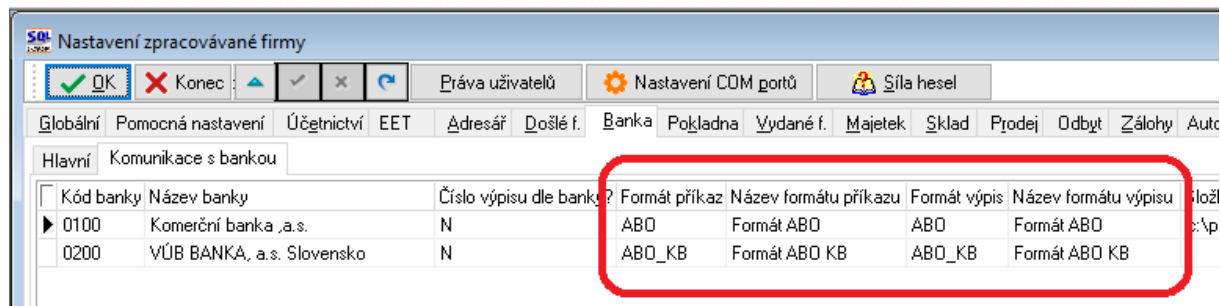 SQL Nastavení zpracovávané firmy
OK Konec Práva uživatelů Nastavení COM portů Síla hesel
Globální Pomocná nastavení Účetnictví EET Adresář Došlé f. Banka Pokladna Vydané f. Majetek Sklad Prodej Odbyt Zálohy Auto
Hlavní Komunikace s bankou
Kód banky Název banky Číslo výpisu dle banky? Formát příkaz Název formátu příkazu Formát výpis Název formátu výpisu
0100 Komerční banka ,a.s. N ABO Formát ABO ABO Formát ABO c:\p
0200 VÚB BANKA, a.s. Slovensko N ABO_KB Formát ABO KB ABO_KB Formát ABO KB